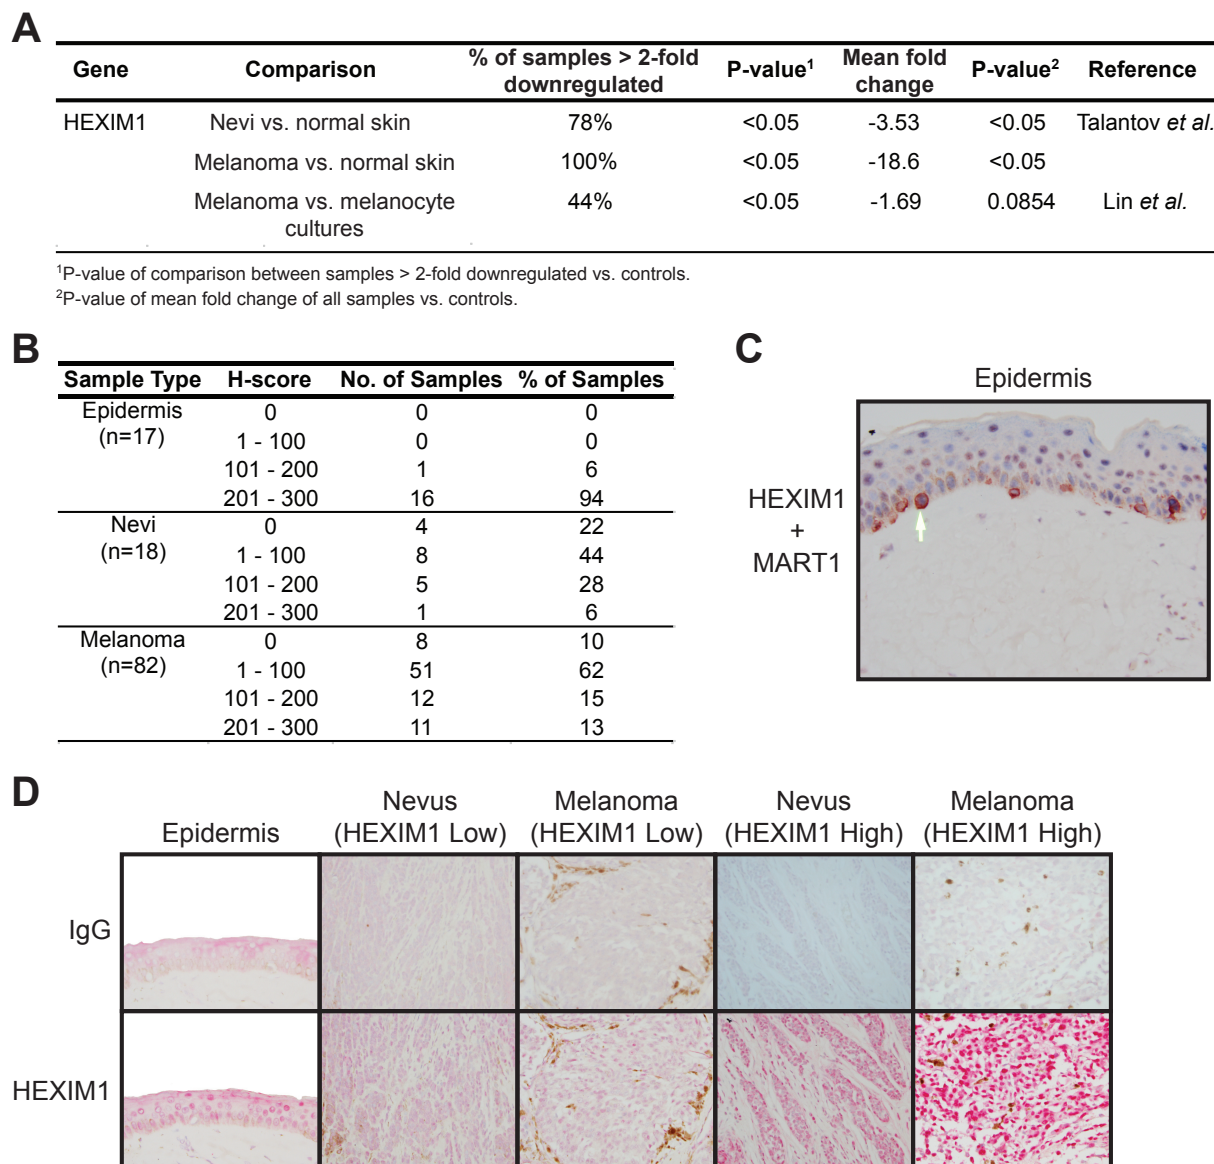 A
Gene Comparison % of samples > 2-fold downregulated P-value1 Mean fold change P-value2 Reference
HEXIM1 Nevi vs. normal skin 78% <0.05 -3.53 <0.05 Talantov et al.
Melanoma vs. normal skin 100% <0.05 -18.6 <0.05
Melanoma vs. melanocyte cultures 44% <0.05 -1.69 0.0854 Lin et al.
1P-value of comparison between samples > 2-fold downregulated vs. controls.
2P-value of mean fold change of all samples vs. controls.
B
Sample Type H-score No. of Samples % of Samples
Epidermis 0 0 0
(n=17) 1 - 100 0 0
101 - 200 1 6
201 - 300 16 94
Nevi 0 4 22
(n=18) 1 - 100 8 44
101 - 200 5 28
201 - 300 1 6
Melanoma 0 8 10
(n=82) 1 - 100 51 62
101 - 200 12 15
201 - 300 11 13
C
Epidermis
HEXIM1
+
MART1
D
Epidermis
Nevus
(HEXIM1 Low)
Melanoma
(HEXIM1 Low)
Nevus
(HEXIM1 High)
Melanoma
(HEXIM1 High)
IgG
HEXIM1